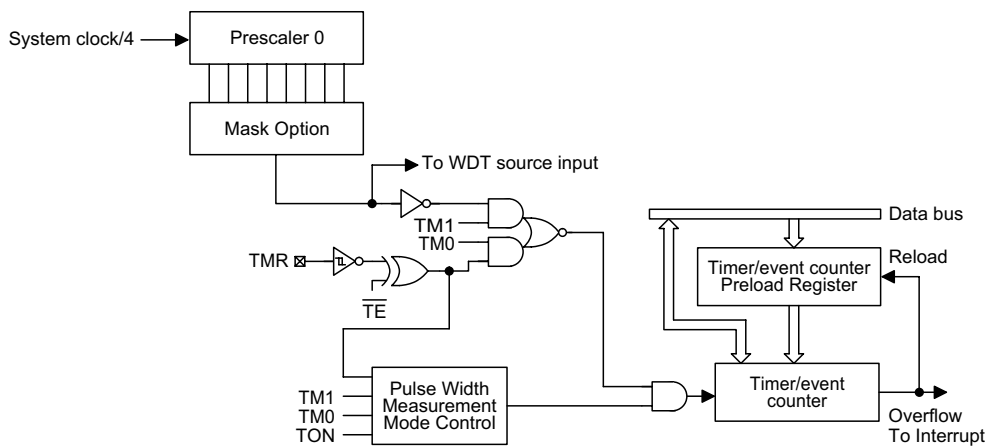 System clock/4
Prescaler 0
Mask Option
To WDT source input
TM1
TM0
TMR
TE
Data bus
Timer/event counter
Preload Register
Reload
TM1
TM0
TON
Pulse Width
Measurement
Mode Control
Timer/event
counter
Overflow
To Interrupt